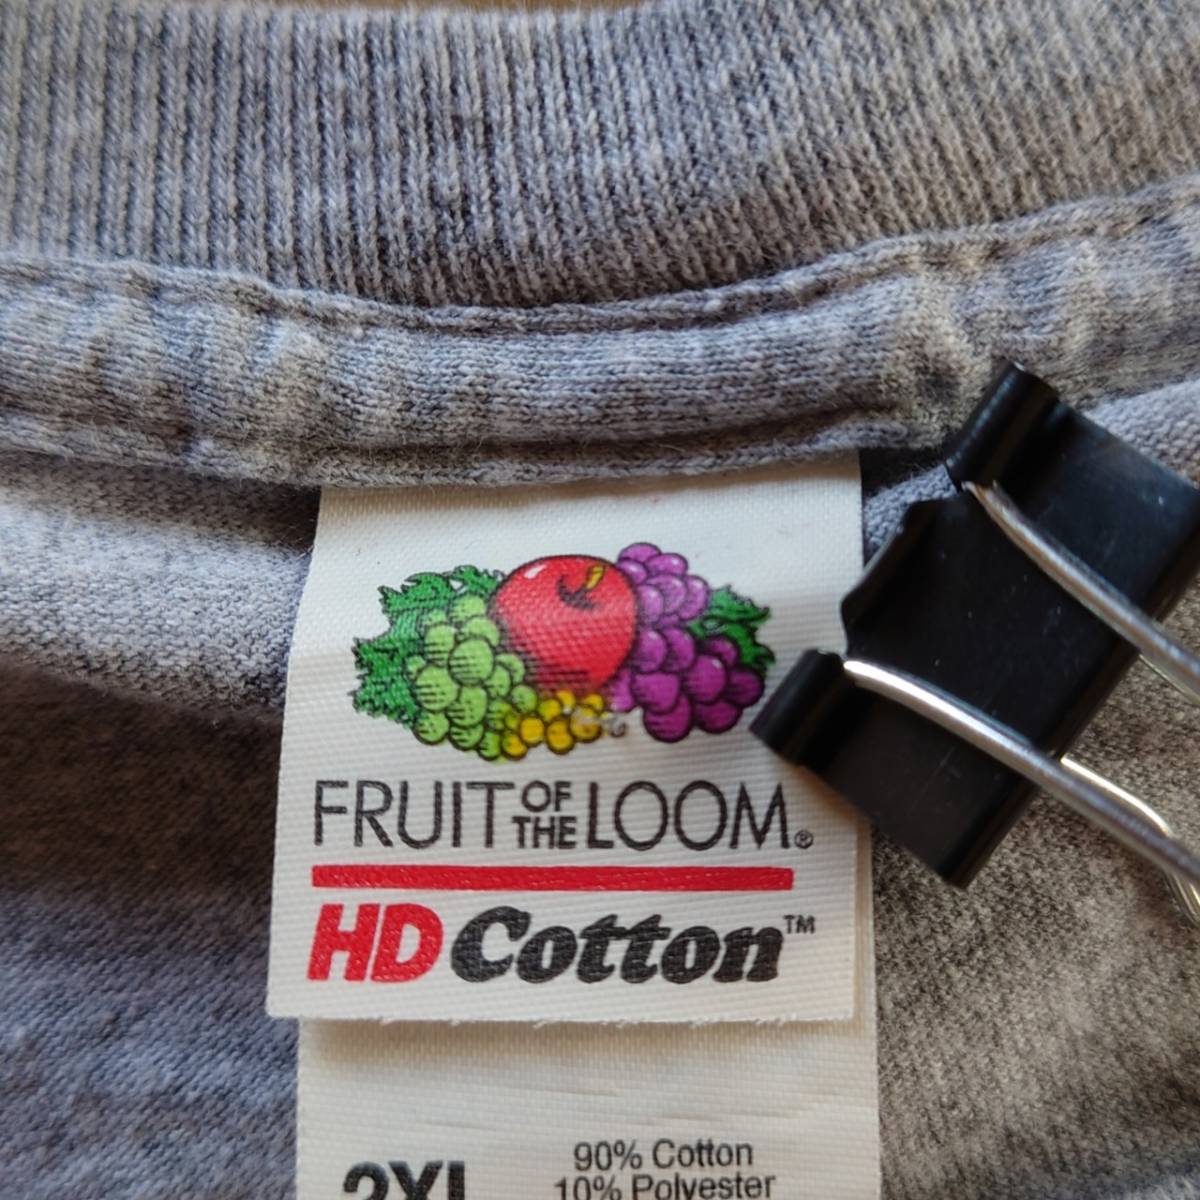 FRUIT OF THE LOOM®
HD Cotton™
2XL
90% Cotton
10% Polyester